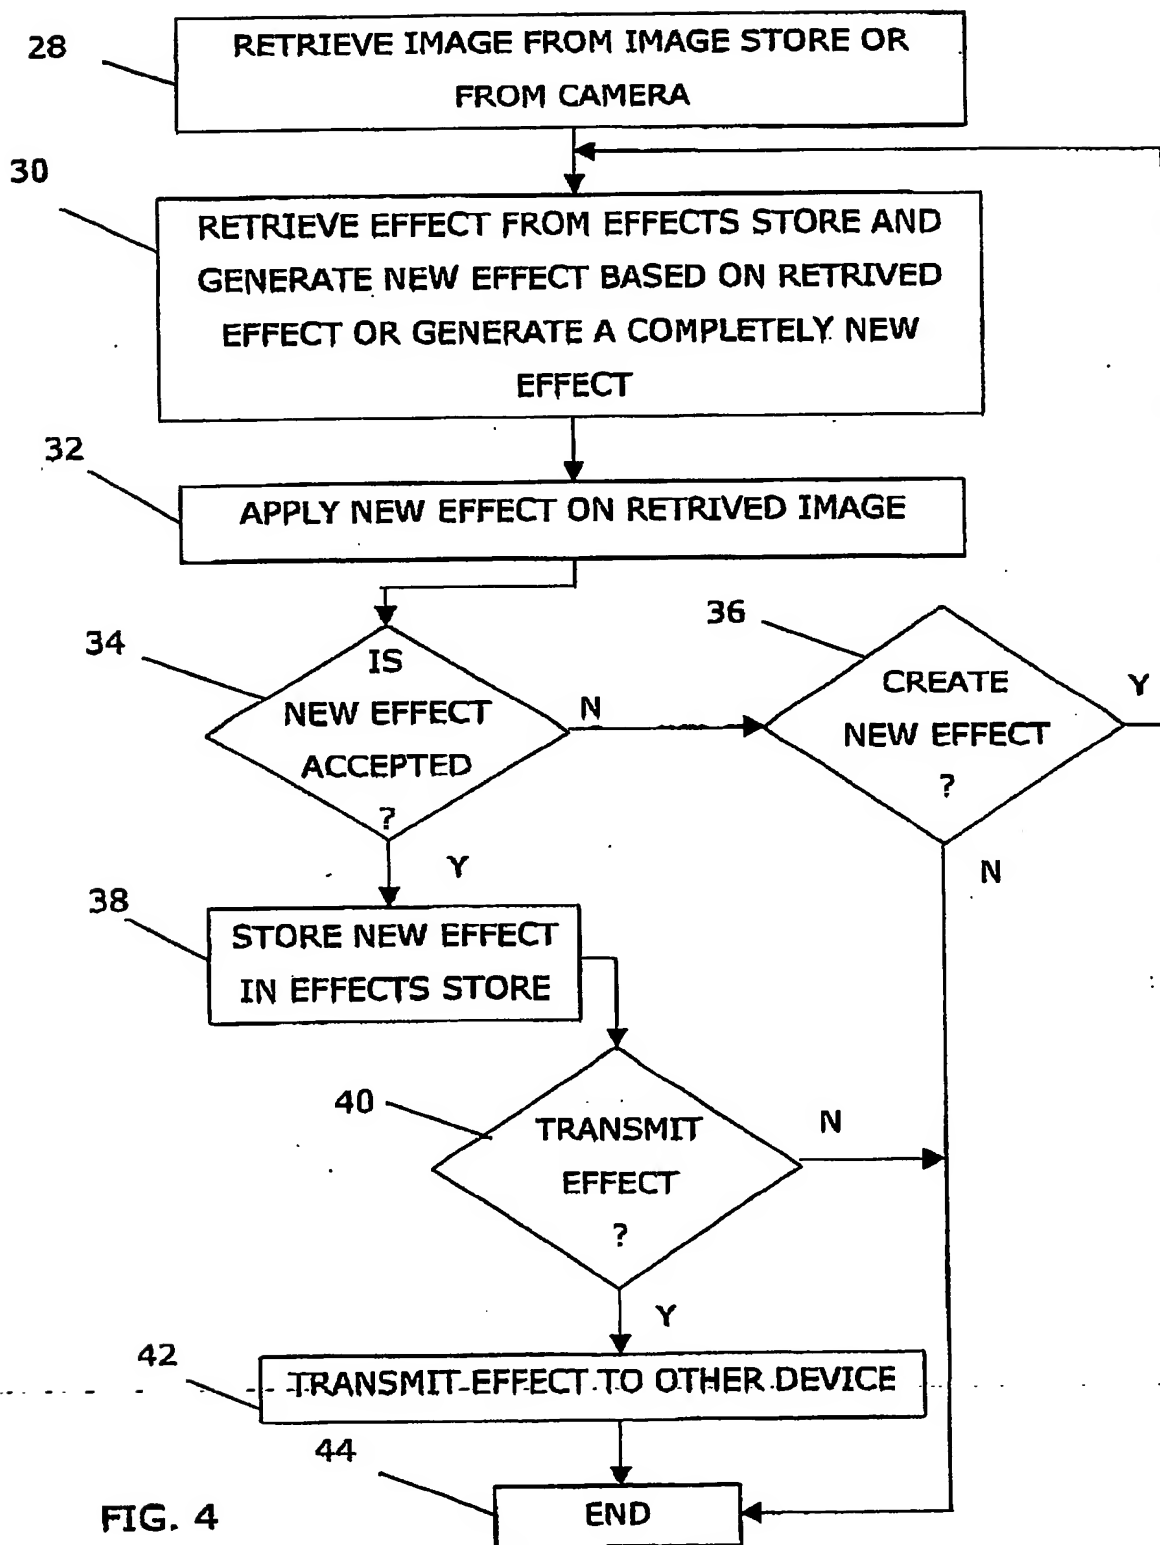 28
RETRIEVE IMAGE FROM IMAGE STORE OR
FROM CAMERA
30
RETRIEVE EFFECT FROM EFFECTS STORE AND
GENERATE NEW EFFECT BASED ON RETRIVED
EFFECT OR GENERATE A COMPLETELY NEW
EFFECT
32
APPLY NEW EFFECT ON RETRIVED IMAGE
34
IS
NEW EFFECT
ACCEPTED
?
N
36
CREATE
NEW EFFECT
?
Y
N
Y
38
STORE NEW EFFECT
IN EFFECTS STORE
40
TRANSMIT
EFFECT
?
N
Y
42
TRANSMIT EFFECT TO OTHER DEVICE
44
END
FIG. 4